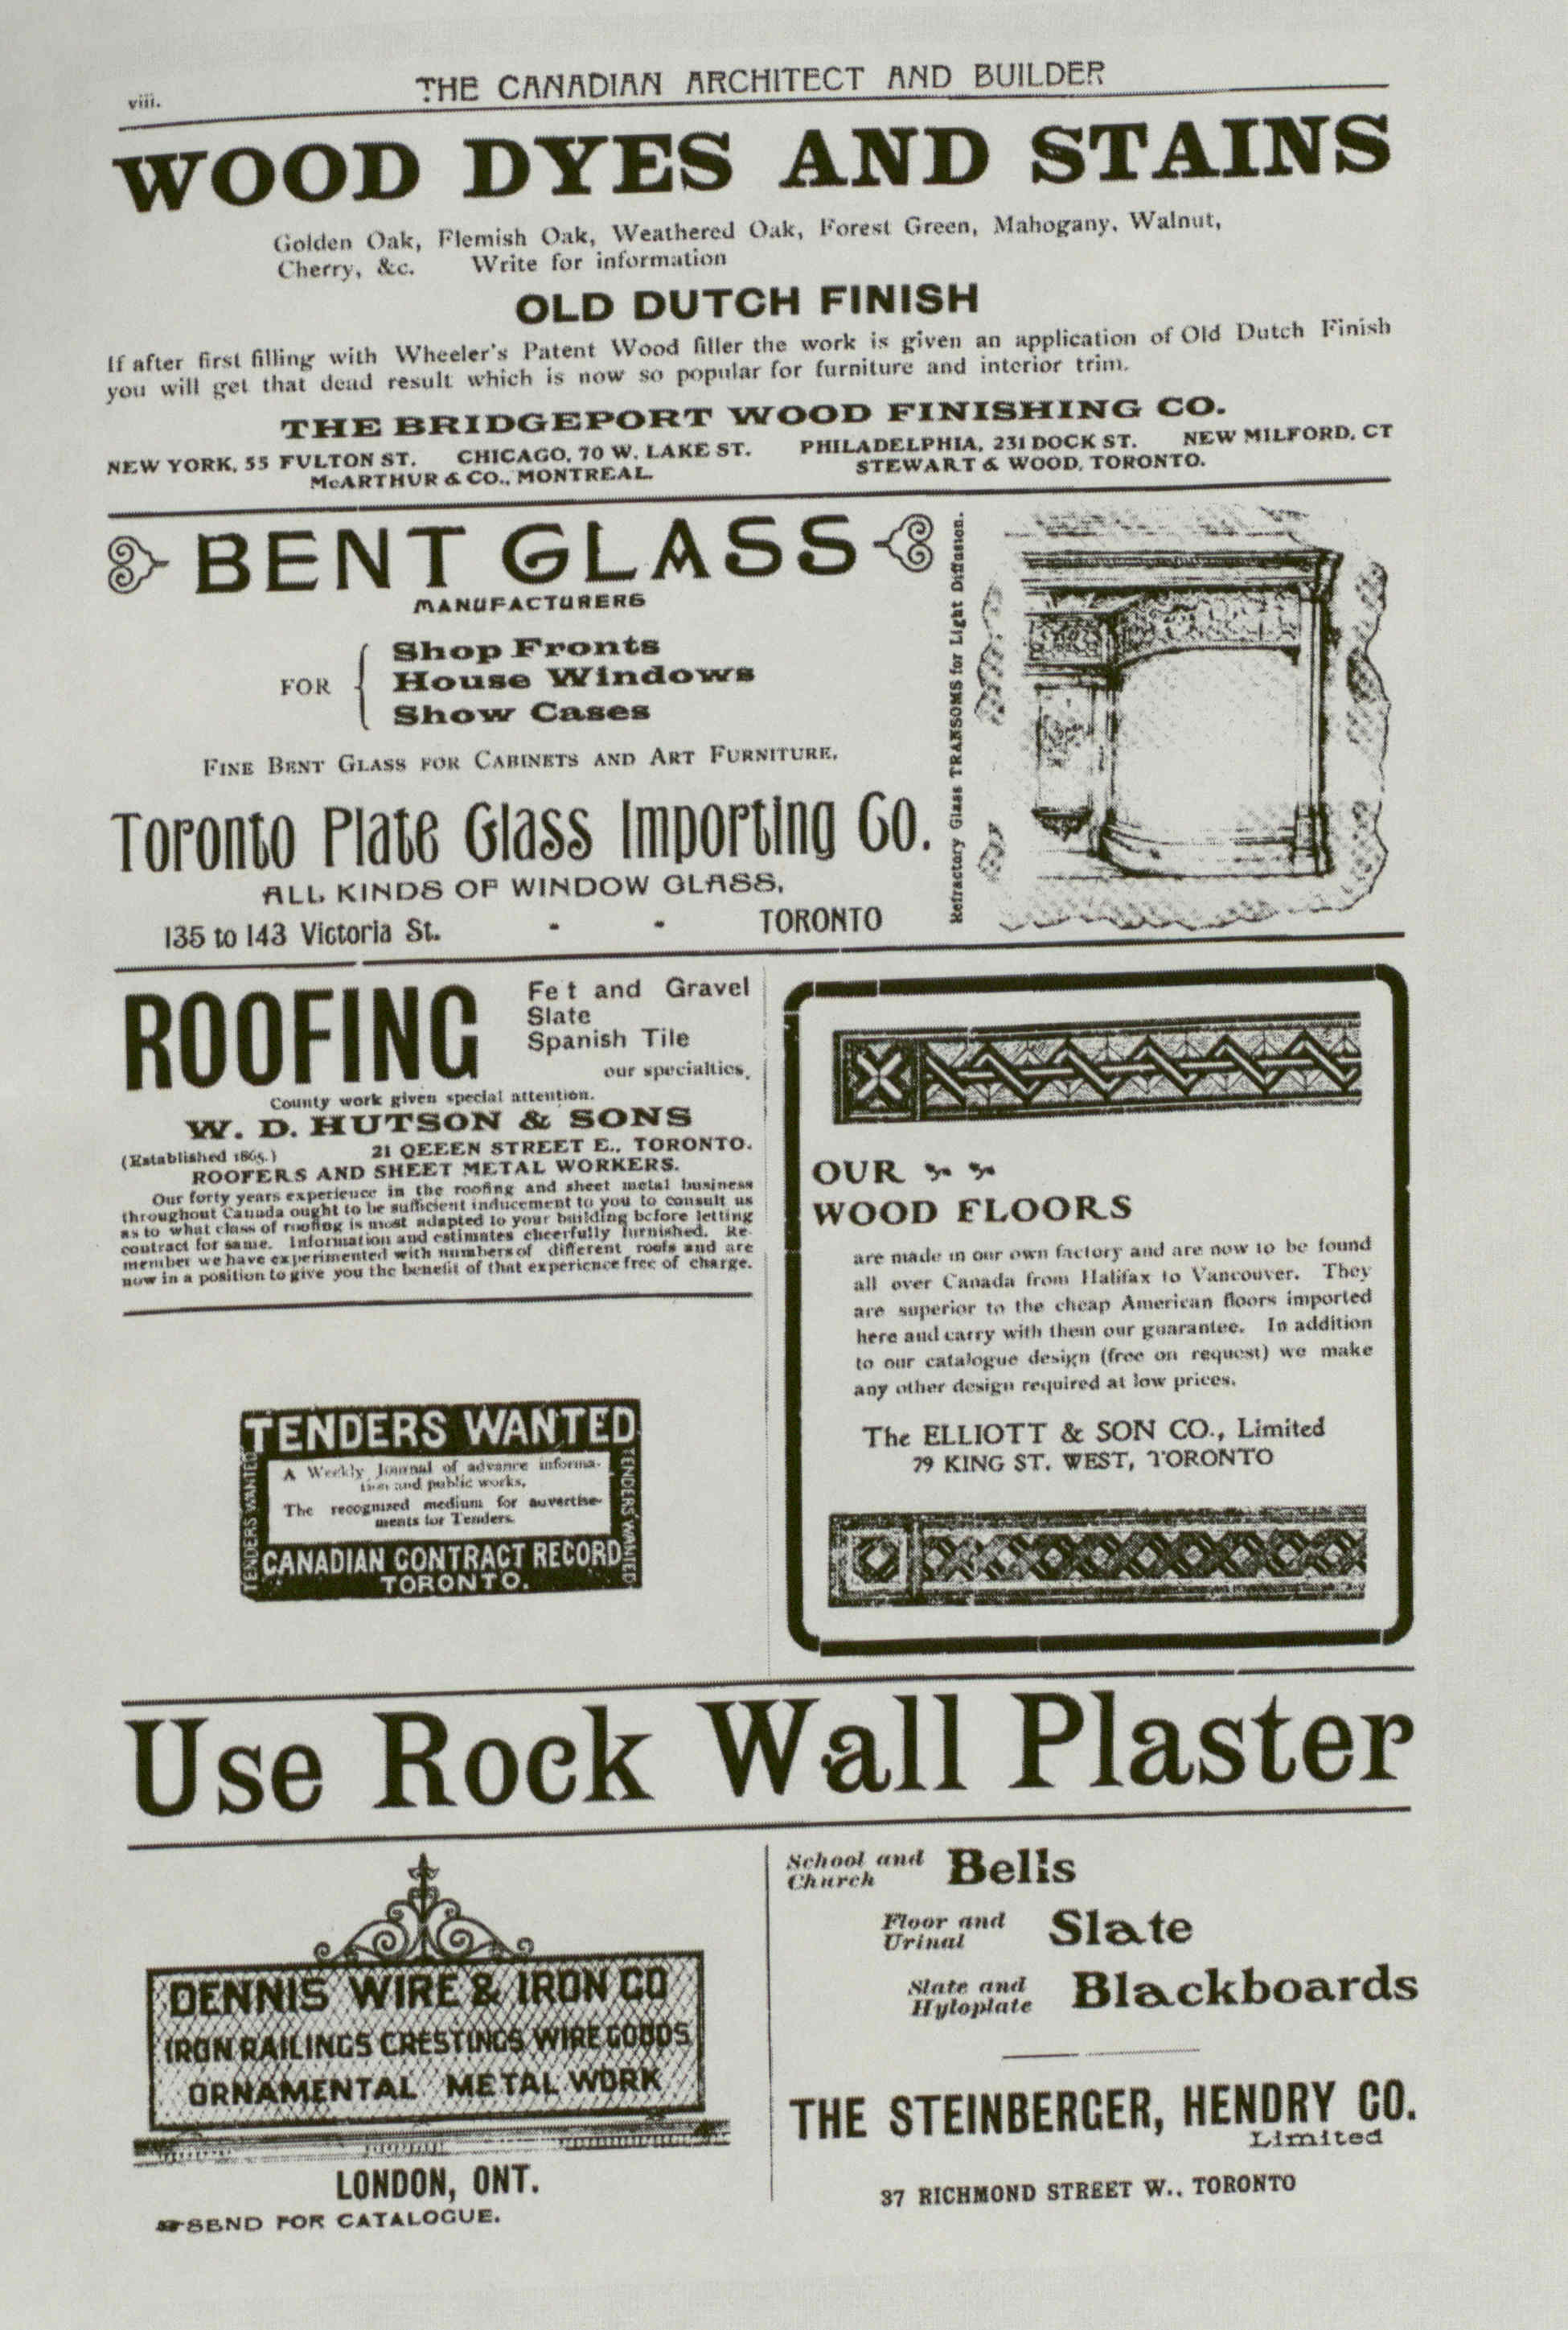 viii.
THE CANADIAN ARCHITECT AND BUILDER
WOOD DYES AND STAINS
Golden Oak, Flemish Oak, Weathered Oak, Forest Green, Mahogany, Walnut,
Cherry, &c. Write for information
OLD DUTCH FINISH
If after first filling with Wheeler's Patent Wood filler the work is given an application of Old Dutch Finish
you will get that dead result which is now so popular for furniture and interior trim.
THE BRIDGEPORT WOOD FINISHING CO.
NEW YORK, 55 FULTON ST. CHICAGO, 70 W. LAKE ST. PHILADELPHIA, 231 DOCK ST. NEW MILFORD, CT
McARTHUR & CO., MONTREAL. STEWART & WOOD, TORONTO.
BENT GLASS
MANUFACTURERS
FOR
Shop Fronts
House Windows
Show Cases
FINE BENT GLASS FOR CABINETS AND ART FURNITURE.
Toronto Plate Glass Importing Co.
ALL KINDS OF WINDOW GLASS,
135 to 143 Victoria St. - - TORONTO
Refractory Glass TRANSOMS for Light Diffusion.
ROOFING
Fe t and Gravel
Slate
Spanish Tile
our specialties,
County work given special attention.
W. D. HUTSON & SONS
(Established 1865.) 21 QEEEN STREET E., TORONTO.
ROOFERS AND SHEET METAL WORKERS.
Our forty years experience in the roofing and sheet metal business
throughout Canada ought to be sufficient inducement to you to consult us
as to what class of roofing is most adapted to your building before letting
contract for same. Information and estimates cheerfully furnished. Re-
member we have experimented with numbers of different roofs and are
now in a position to give you the benefit of that experience free of charge.
TENDERS WANTED
TENDERS WANTED
A Weekly Journal of advance informa-
tion and public works,
The recognized medium for advertise-
ments for Tenders.
TENDERS WANTED
CANADIAN CONTRACT RECORD
TORONTO.
OUR
WOOD FLOORS
are made in our own factory and are now to be found
all over Canada from Halifax to Vancouver. They
are superior to the cheap American floors imported
here and carry with them our guarantee. In addition
to our catalogue design (free on request) we make
any other design required at low prices.
The ELLIOTT & SON CO., Limited
79 KING ST. WEST, TORONTO
Use Rock Wall Plaster
DENNIS WIRE & IRON CO
IRON RAILINGS CRESTINGS WIRE GOODS
ORNAMENTAL METAL WORK
LONDON, ONT.
☛SEND FOR CATALOGUE.
School and
Church Bells
Floor and
Urinal Slate
Slate and
Hyloplate Blackboards
THE STEINBERGER, HENDRY CO.
Limited
37 RICHMOND STREET W., TORONTO